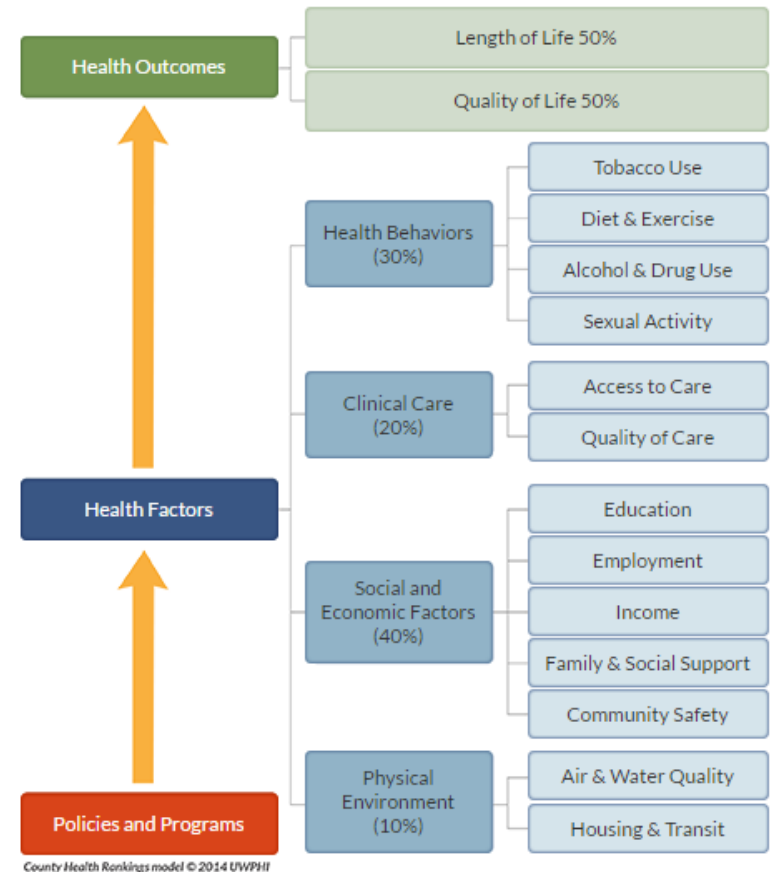 Health Outcomes
Length of Life 50%
Quality of Life 50%
Health Factors
Health Behaviors
(30%)
Tobacco Use
Diet & Exercise
Alcohol & Drug Use
Sexual Activity
Clinical Care
(20%)
Access to Care
Quality of Care
Social and
Economic Factors
(40%)
Education
Employment
Income
Family & Social Support
Community Safety
Physical
Environment
(10%)
Air & Water Quality
Housing & Transit
Policies and Programs
County Health Rankings model © 2014 UWPHI